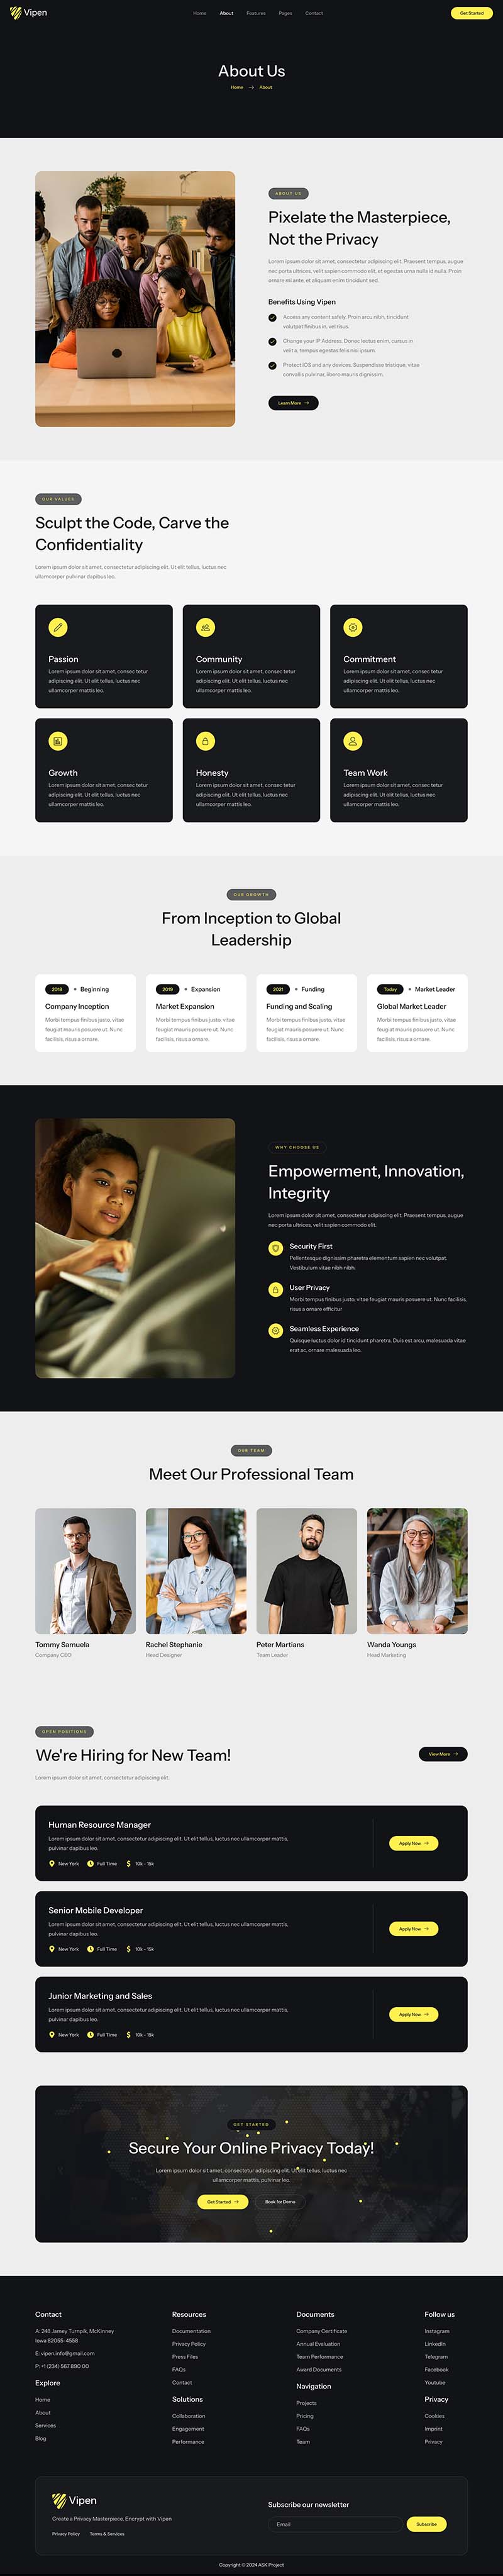 Vipen
Home About Features Pages Contact
Get Started
About Us
Home → About
ABOUT US
Pixelate the Masterpiece,
Not the Privacy
Lorem ipsum dolor sit amet, consectetur adipiscing elit. Praesent tempus, augue
nec porta ultrices, velit sapien commodo elit, et egestas urna nulla id nulla. Proin
ornare mi ante, et aliquam enim tincidunt sed.
Benefits Using Vipen
Access any content safely. Proin arcu nibh, tincidunt
volutpat finibus in, vel risus.
Change your IP Address. Donec lectus enim, cursus in
velit a, tempus egestas felis nisi ipsum.
Protect iOS and any devices. Suspendisse tristique; vitae
convallis pulvinar, libero mauris dignissim.
Learn More →
OUR VALUES
Sculpt the Code, Carve the
Confidentiality
Lorem ipsum dolor sit amet, consectetur adipiscing elit. Ut elit tellus, luctus nec
ullamcorper pulvinar dapibus leo.
Passion
Lorem ipsum dolor sit amet, consec tetur
adipiscing elit. Ut elit tellus, luctus nec
ullamcorper mattis leo.
Community
Lorem ipsum dolor sit amet, consec tetur
adipiscing elit. Ut elit tellus, luctus nec
ullamcorper mattis leo.
Commitment
Lorem ipsum dolor sit amet, consec tetur
adipiscing elit. Ut elit tellus, luctus nec
ullamcorper mattis leo.
Growth
Lorem ipsum dolor sit amet, consec tetur
adipiscing elit. Ut elit tellus, luctus nec
ullamcorper mattis leo.
Honesty
Lorem ipsum dolor sit amet, consec tetur
adipiscing elit. Ut elit tellus, luctus nec
ullamcorper mattis leo.
Team Work
Lorem ipsum dolor sit amet, consec tetur
adipiscing elit. Ut elit tellus, luctus nec
ullamcorper mattis leo.
OUR GROWTH
From Inception to Global
Leadership
2018 • Beginning
Company Inception
Morbi tempus finibus justo, vitae
feugiat mauris posuere ut. Nunc
facilisis, risus a ornare.
2019 • Expansion
Market Expansion
Morbi tempus finibus justo, vitae
feugiat mauris posuere ut. Nunc
facilisis, risus a ornare.
2021 • Funding
Funding and Scaling
Morbi tempus finibus justo, vitae
feugiat mauris posuere ut. Nunc
facilisis, risus a ornare.
Today • Market Leader
Global Market Leader
Morbi tempus finibus justo, vitae
feugiat mauris posuere ut. Nunc
facilisis, risus a ornare.
WHY CHOOSE US
Empowerment, Innovation,
Integrity
Lorem ipsum dolor sit amet, consectetur adipiscing elit. Praesent tempus, augue
nec porta ultrices, velit sapien commodo elit.
Security First
Pellentesque dignissim pharetra elementum sapien nec volutpat.
Vestibulum vitae nibh nibh.
User Privacy
Morbi tempus finibus justo, vitae feugiat mauris posuere ut. Nunc facilisis,
risus a ornare efficitur
Seamless Experience
Quisque luctus dolor id tincidunt pharetra. Duis est arcu, malesuada vitae
erat ac, ornare malesuada leo.
OUR TEAM
Meet Our Professional Team
Tommy Samuela
Company CEO
Rachel Stephanie
Head Designer
Peter Martians
Team Leader
Wanda Youngs
Head Marketing
OPEN POSITIONS
We're Hiring for New Team!
Lorem ipsum dolor sit amet, consectetur adipiscing elit.
View More →
Human Resource Manager
Lorem ipsum dolor sit amet, consectetur adipiscing elit. Ut elit tellus, luctus nec ullamcorper mattis,
pulvinar dapibus leo.
New York Full Time $ 10k - 15k
Apply Now →
Senior Mobile Developer
Lorem ipsum dolor sit amet, consectetur adipiscing elit. Ut elit tellus, luctus nec ullamcorper mattis,
pulvinar dapibus leo.
New York Full Time $ 10k - 15k
Apply Now →
Junior Marketing and Sales
Lorem ipsum dolor sit amet, consectetur adipiscing elit. Ut elit tellus, luctus nec ullamcorper mattis,
pulvinar dapibus leo.
New York Full Time $ 10k - 15k
Apply Now →
GET STARTED
Secure Your Online Privacy Today!
Lorem ipsum dolor sit amet, consectetur adipiscing elit. Ut elit tellus, luctus nec
ullamcorper mattis, pulvinar leo.
Get Started →
Book for Demo
Contact
A: 248 Jamey Turnpik, McKinney
Iowa 82055-4558
E: vipen.info@gmail.com
P: +1 (234) 567 890 00
Explore
Home
About
Services
Blog
Resources
Documentation
Privacy Policy
Press Files
FAQs
Contact
Solutions
Collaboration
Engagement
Performance
Documents
Company Certificate
Annual Evaluation
Team Performance
Award Documents
Navigation
Projects
Pricing
FAQs
Team
Follow us
Instagram
LinkedIn
Telegram
Facebook
Youtube
Privacy
Cookies
Imprint
Privacy
Vipen
Create a Privacy Masterpiece, Encrypt with Vipen
Privacy Policy Terms & Services
Subscribe our newsletter
Email
Subscribe
Copyright © 2024 ASK Project